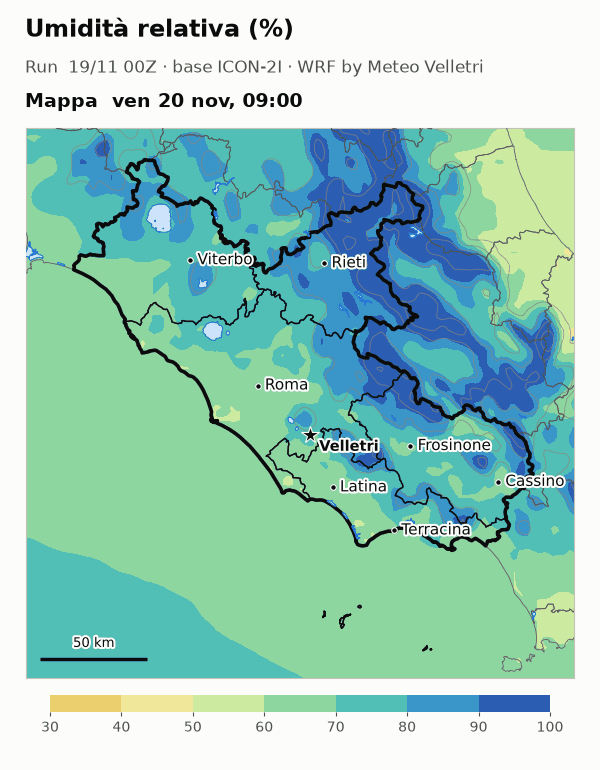 Umidità relativa (%)
Run  19/11 00Z · base ICON-2I · WRF by Meteo Velletri
Mappa  ven 20 nov, 09:00
Viterbo
Rieti
Roma
Velletri
Frosinone
Latina
Cassino
Terracina
50 km
30 40 50 60 70 80 90 100